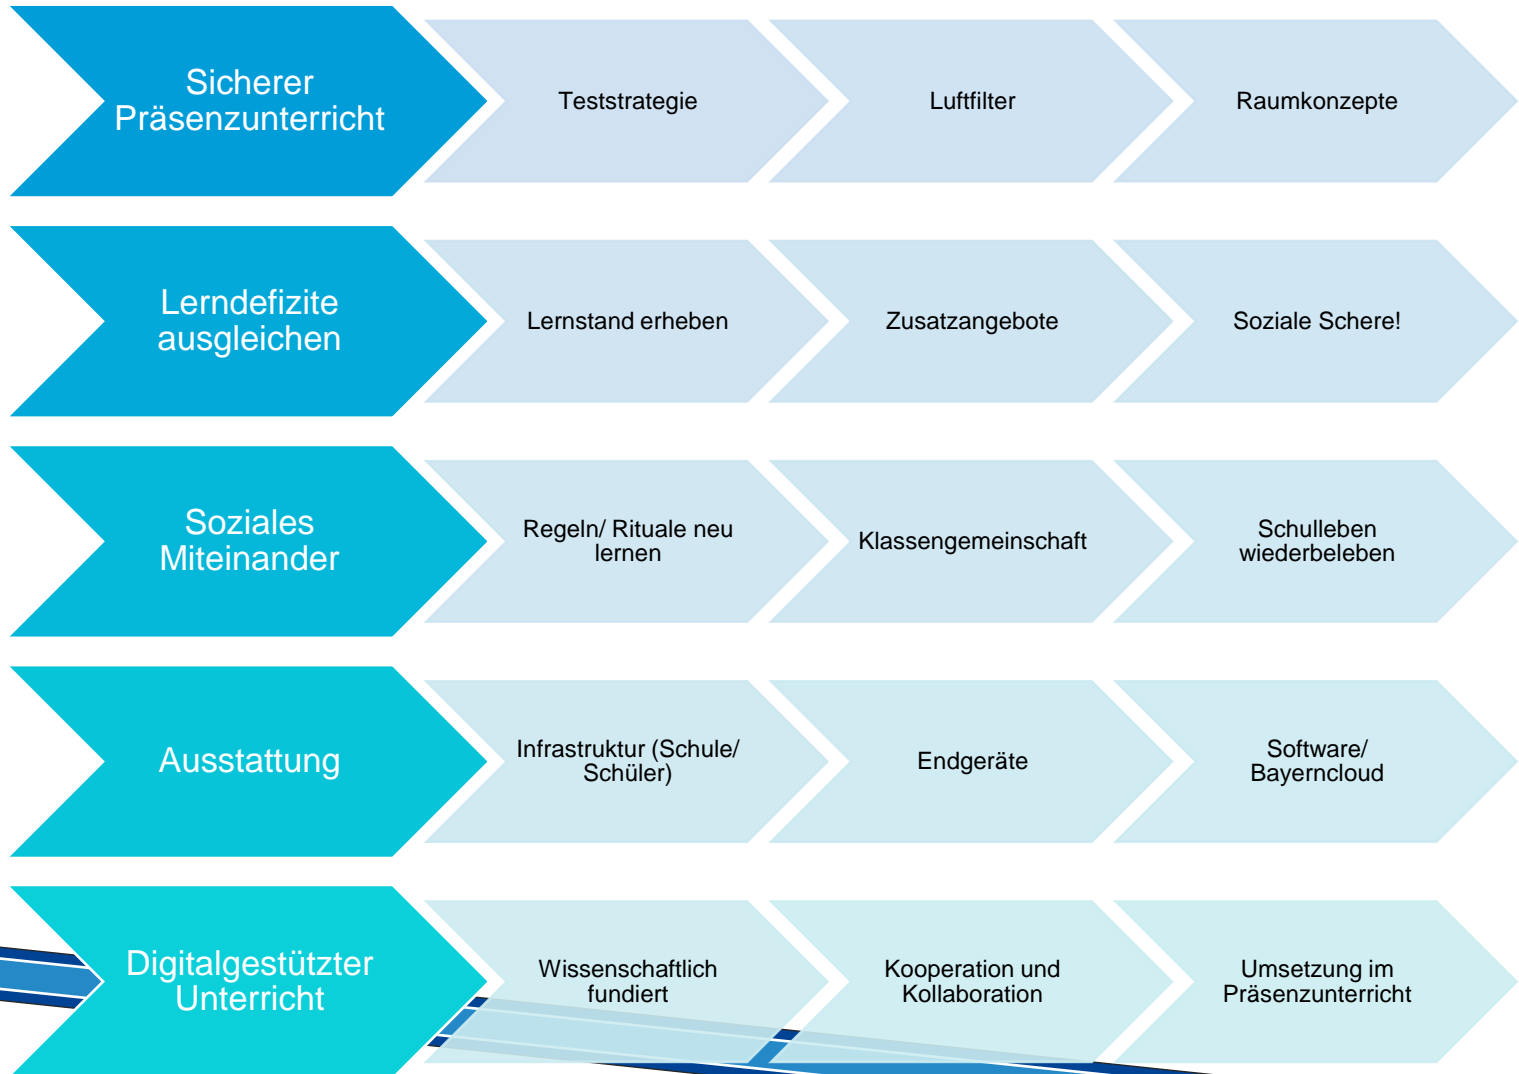 Sicherer
Präsenzunterricht
Teststrategie
Luftfilter
Raumkonzepte
Lerndefizite
ausgleichen
Lernstand erheben
Zusatzangebote
Soziale Schere!
Soziales
Miteinander
Regeln/ Rituale neu
lernen
Klassengemeinschaft
Schulleben
wiederbeleben
Ausstattung
Infrastruktur (Schule/
Schüler)
Endgeräte
Software/
Bayerncloud
Digitalgestützter
Unterricht
Wissenschaftlich
fundiert
Kooperation und
Kollaboration
Umsetzung im
Präsenzunterricht